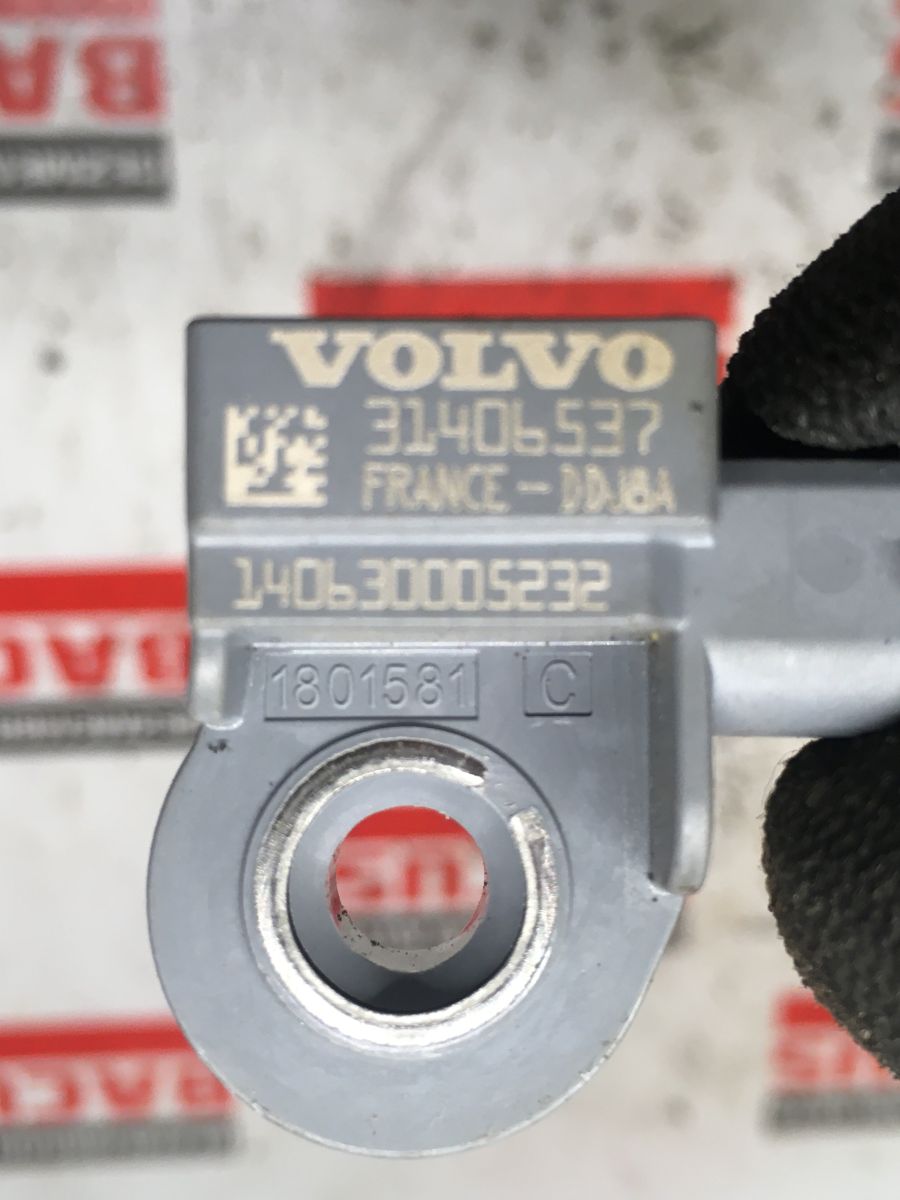 VOLVO
31406537
FRANCE - DDJ8A
140630005232
1801581 C